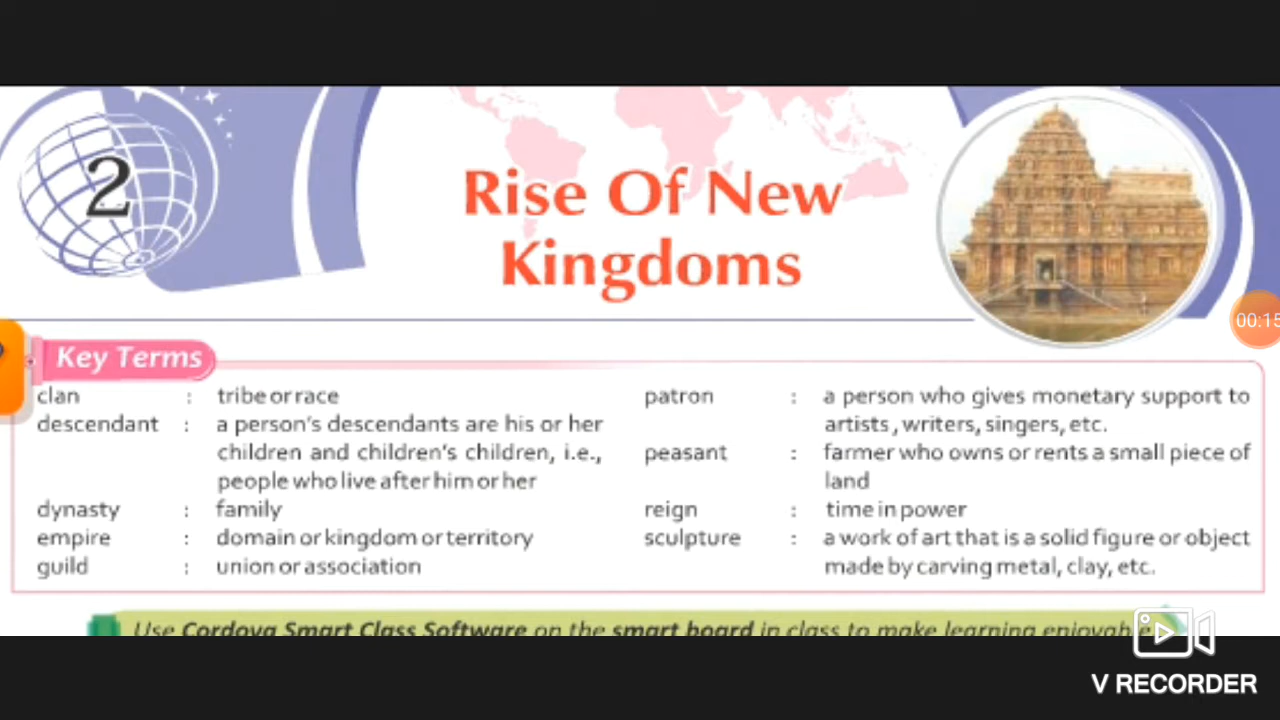 2
Rise Of New
Kingdoms
00:15
Key Terms
clan : tribe or race
descendant : a person's descendants are his or her
children and children's children, i.e.,
people who live after him or her
dynasty : family
empire : domain or kingdom or territory
guild : union or association
patron : a person who gives monetary support to
artists, writers, singers, etc.
peasant : farmer who owns or rents a small piece of
land
reign : time in power
sculpture : a work of art that is a solid figure or object
made by carving metal, clay, etc.
Use Cordova Smart Class Software on the smart board in class to make learning
V RECORDER